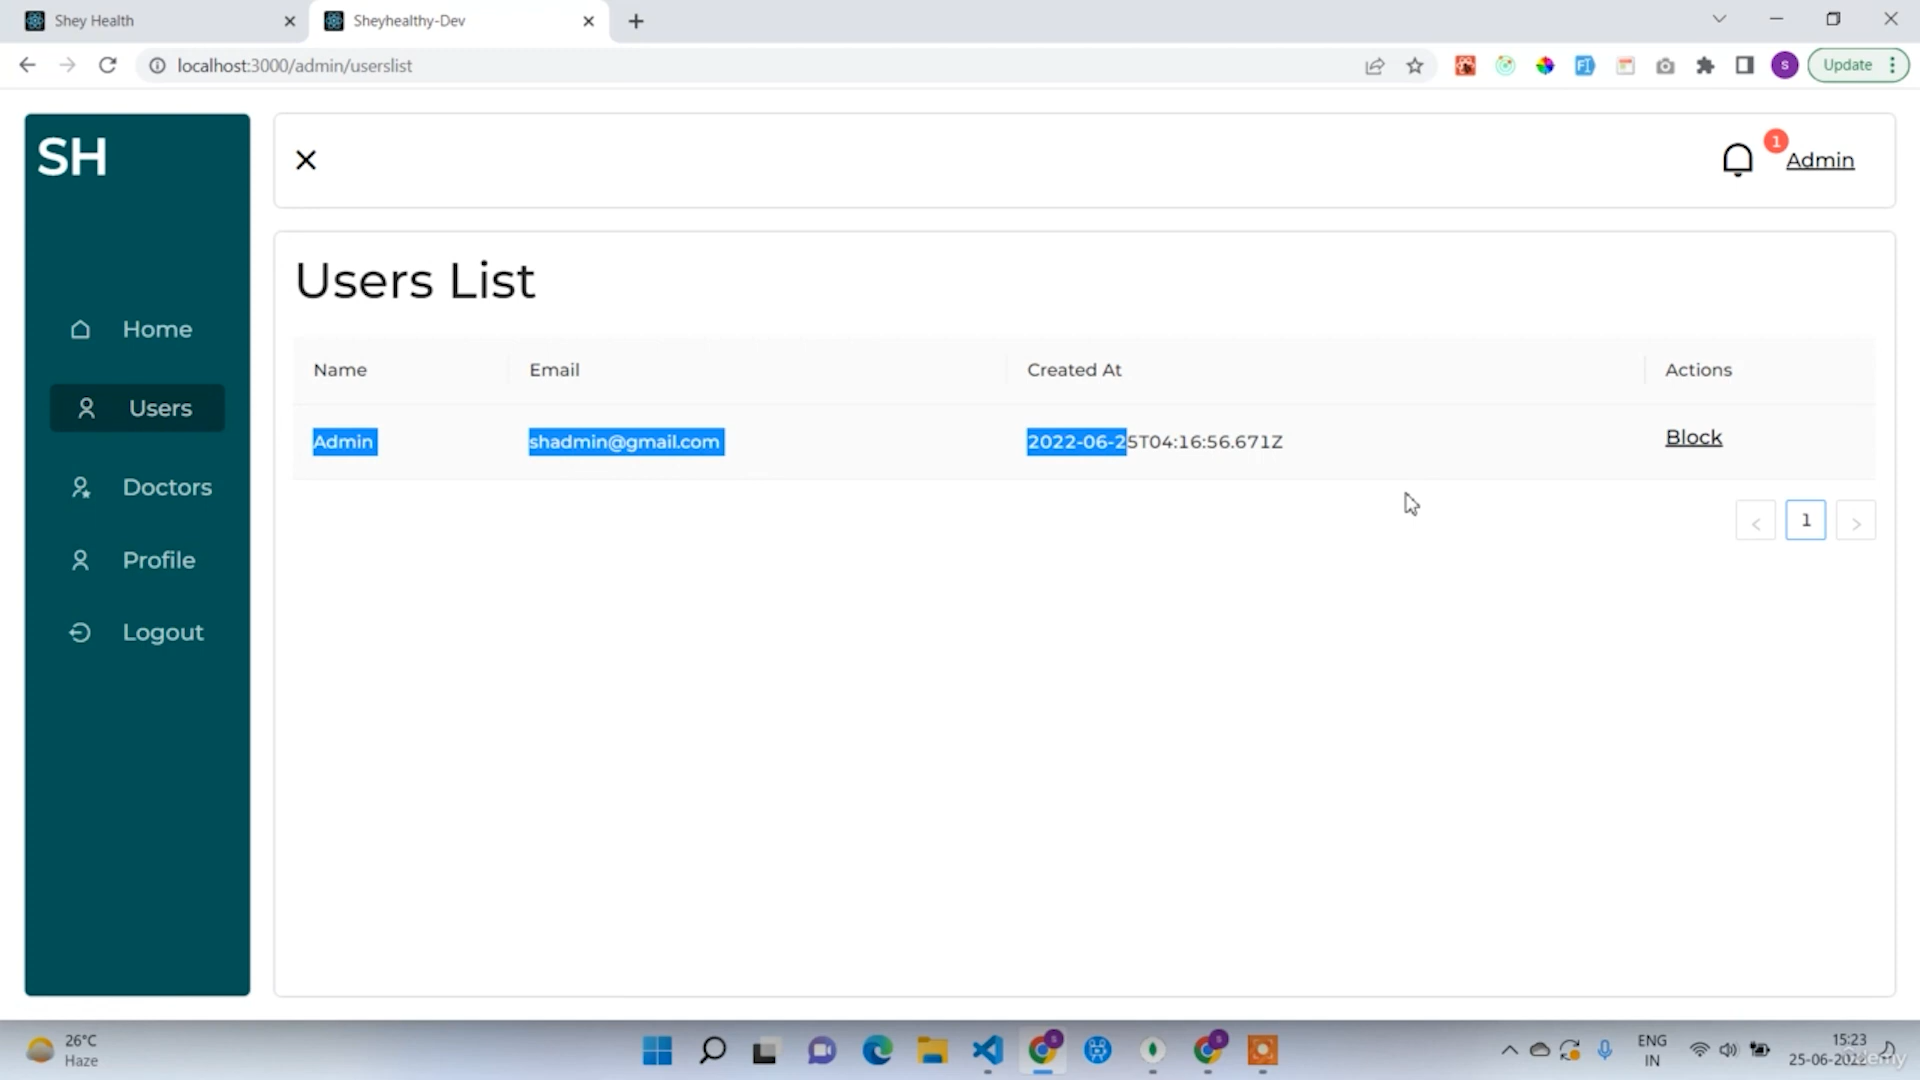 Shey Health
Sheyhealthy-Dev
localhost:3000/admin/userslist
S
Update
SH
1
Admin
Home
Users
Doctors
Profile
Logout
Users List
Name Email Created At Actions
Admin shadmin@gmail.com 2022-06-25T04:16:56.671Z Block
< 1 >
26°C
Haze
ENG
IN
15:23
25-06-2022